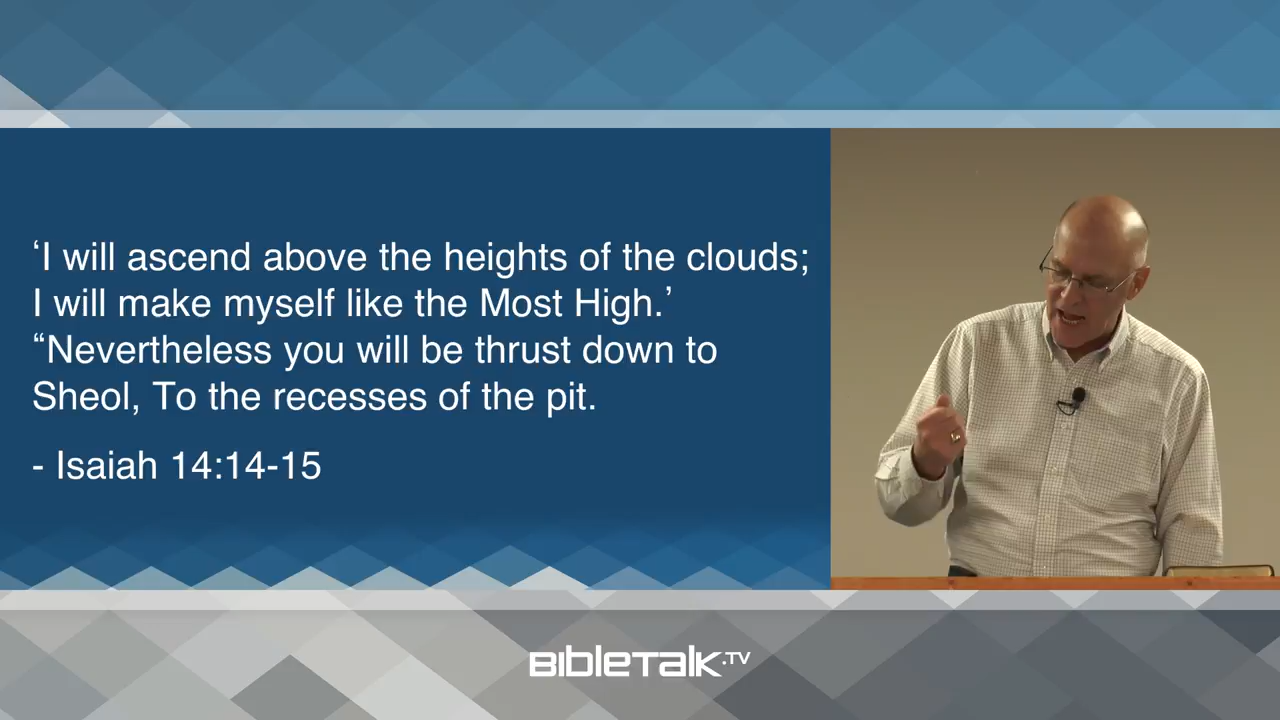 ‘I will ascend above the heights of the clouds;
I will make myself like the Most High.’
“Nevertheless you will be thrust down to
Sheol, To the recesses of the pit.
- Isaiah 14:14-15
BIBLETALK.TV